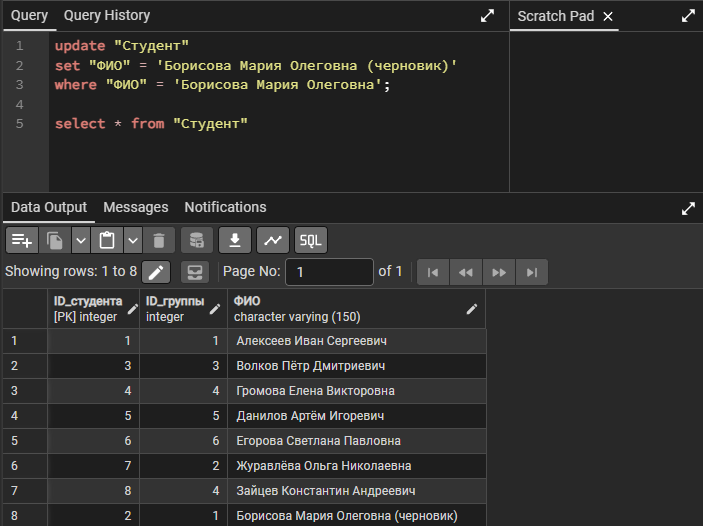 Query Query History Scratch Pad
1 update "Студент"
2 set "ФИО" = 'Борисова Мария Олеговна (черновик)'
3 where "ФИО" = 'Борисова Мария Олеговна';
4
5 select * from "Студент"
Data Output Messages Notifications
SQL
Showing rows: 1 to 8 Page No: 1 of 1
ID_студента ID_группы ФИО
[PK] integer integer character varying (150)
1 1 1 Алексеев Иван Сергеевич
2 3 3 Волков Пётр Дмитриевич
3 4 4 Громова Елена Викторовна
4 5 5 Данилов Артём Игоревич
5 6 6 Егорова Светлана Павловна
6 7 2 Журавлёва Ольга Николаевна
7 8 4 Зайцев Константин Андреевич
8 2 1 Борисова Мария Олеговна (черновик)